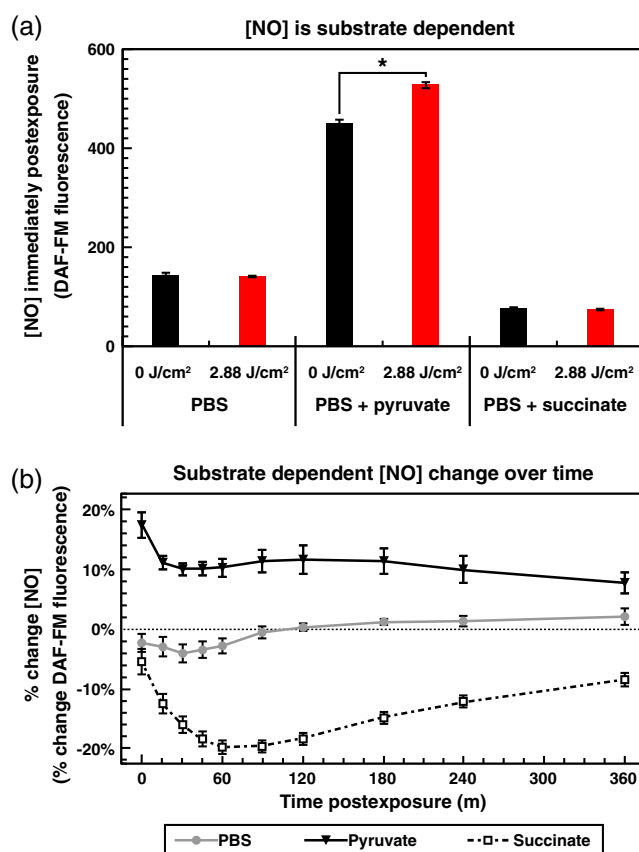 (a)
[NO] is substrate dependent
[NO] immediately postexposure
(DAF-FM fluorescence)
600
400
200
0
0 J/cm²
2.88 J/cm²
0 J/cm²
2.88 J/cm²
0 J/cm²
2.88 J/cm²
PBS
PBS + pyruvate
PBS + succinate
*
(b)
Substrate dependent [NO] change over time
% change [NO]
(% change DAF-FM fluorescence)
20%
10%
0%
-10%
-20%
0
60
120
180
240
300
360
Time postexposure (m)
PBS
Pyruvate
Succinate